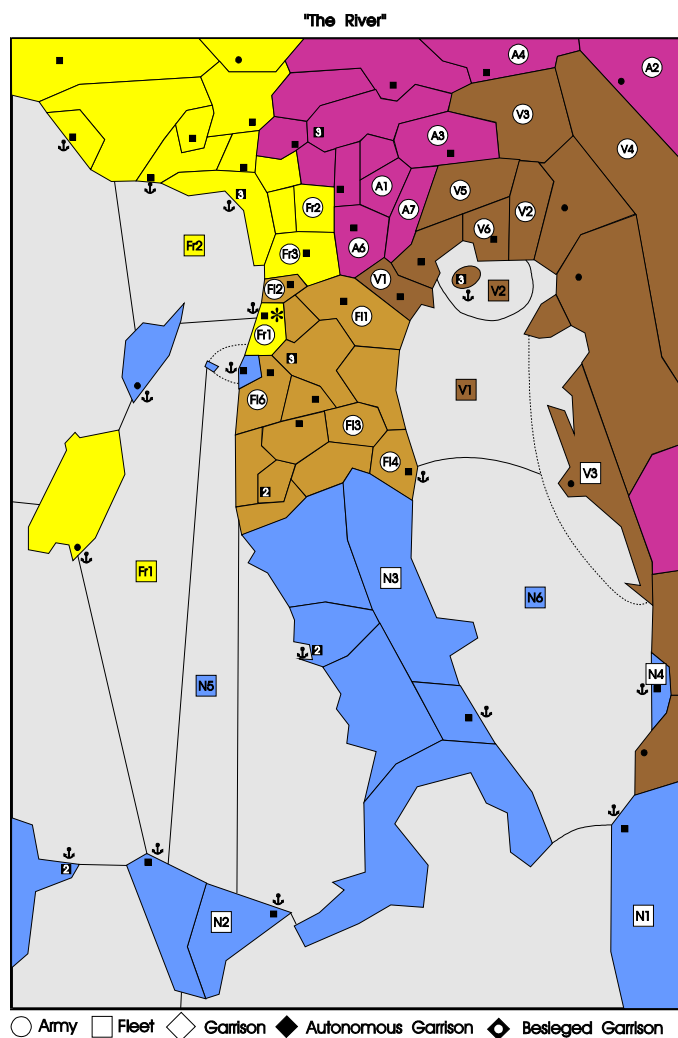 "The River"
A4
A2
V3
3
A3
V4
A1
V5
3
Fr2
A7
V2
V6
Fr2
A6
Fr3
V1
3
Fl2
V2
Fl1
Fr1
*
3
V1
Fl6
Fl3
Fl4
V3
2
Fr1
N3
N6
2
N4
N5
2
N2
N1
Army Fleet Garrison Autonomous Garrison Besieged Garrison